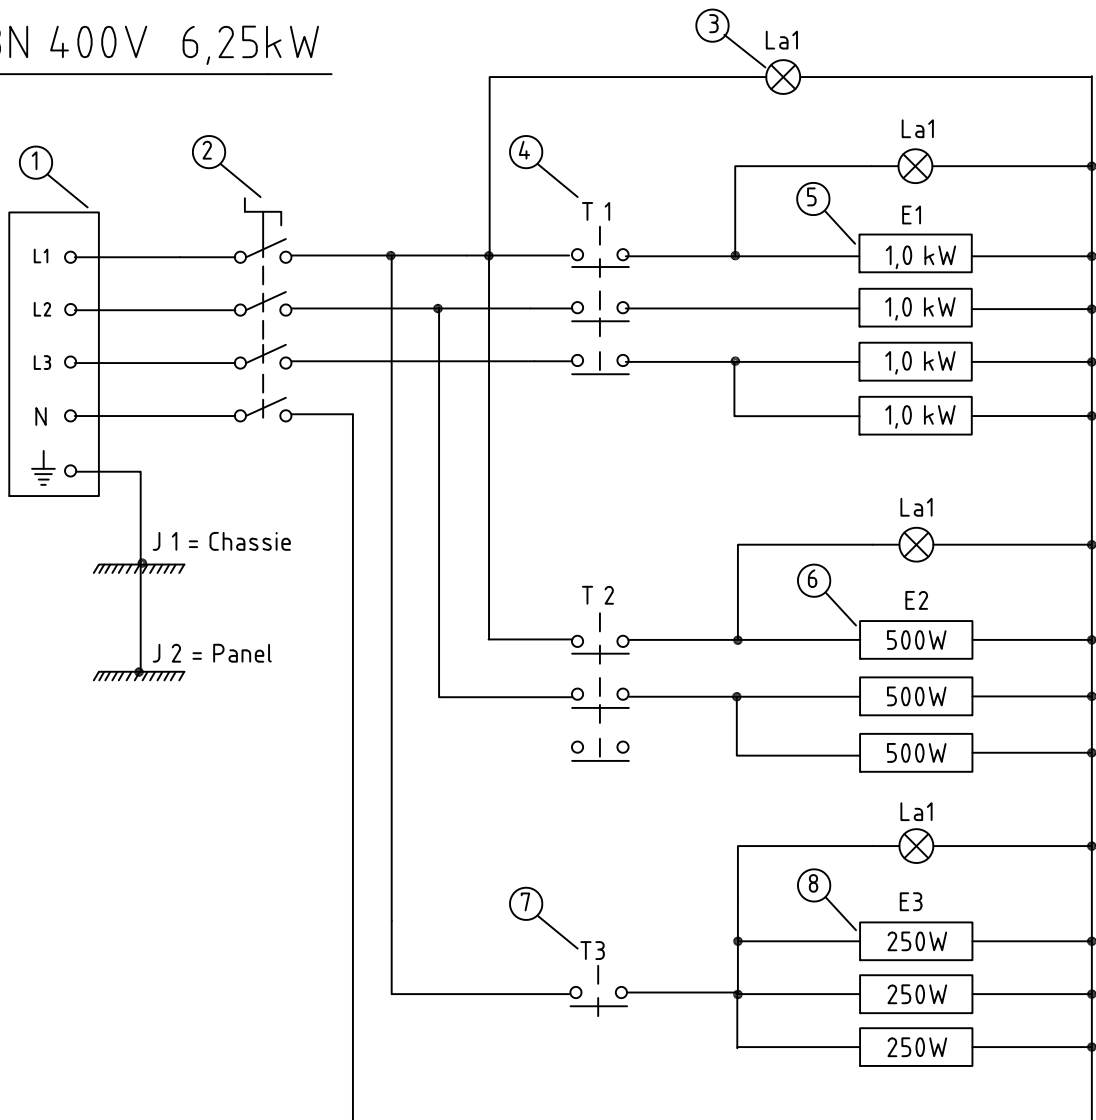 3N 400V 6,25kW
3
La1
La1
1
2
4
5
T 1
E1
L1
1,0 kW
L2
1,0 kW
L3
1,0 kW
N
1,0 kW
La1
J 1 = Chassie
6
T 2
E2
500W
J 2 = Panel
500W
500W
La1
8
7
E3
T3
250W
250W
250W